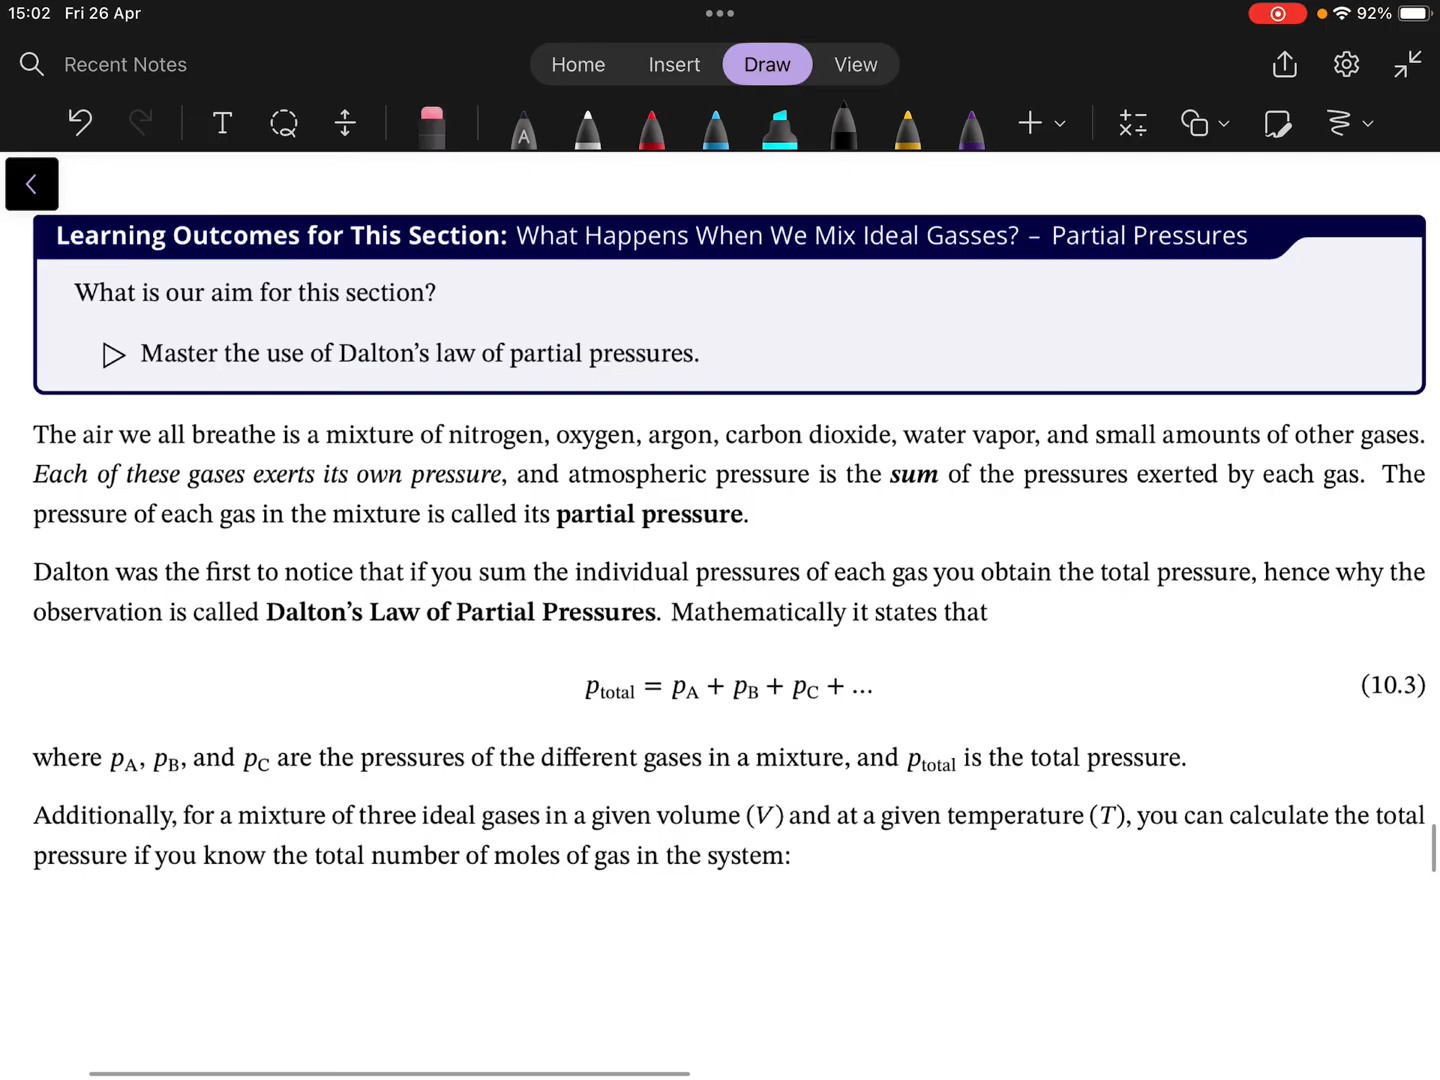 15:02 Fri 26 Apr
92%
Recent Notes
Home Insert Draw View
T
A
Learning Outcomes for This Section: What Happens When We Mix Ideal Gasses? – Partial Pressures
What is our aim for this section?
▷ Master the use of Dalton's law of partial pressures.
The air we all breathe is a mixture of nitrogen, oxygen, argon, carbon dioxide, water vapor, and small amounts of other gases.
Each of these gases exerts its own pressure, and atmospheric pressure is the sum of the pressures exerted by each gas. The
pressure of each gas in the mixture is called its partial pressure.
Dalton was the first to notice that if you sum the individual pressures of each gas you obtain the total pressure, hence why the
observation is called Dalton's Law of Partial Pressures. Mathematically it states that
p_total = p_A + p_B + p_C + ... (10.3)
where p_A, p_B, and p_C are the pressures of the different gases in a mixture, and p_total is the total pressure.
Additionally, for a mixture of three ideal gases in a given volume (V) and at a given temperature (T), you can calculate the total
pressure if you know the total number of moles of gas in the system: